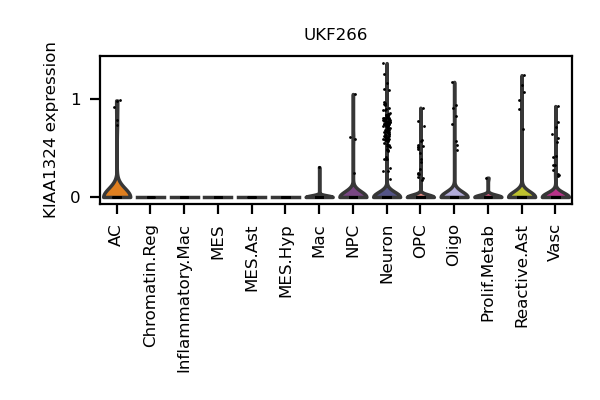 UKF266
KIAA1324 expression
1
0
AC
Chromatin.Reg
Inflammatory.Mac
MES
MES.Ast
MES.Hyp
Mac
NPC
Neuron
OPC
Oligo
Prolif.Metab
Reactive.Ast
Vasc